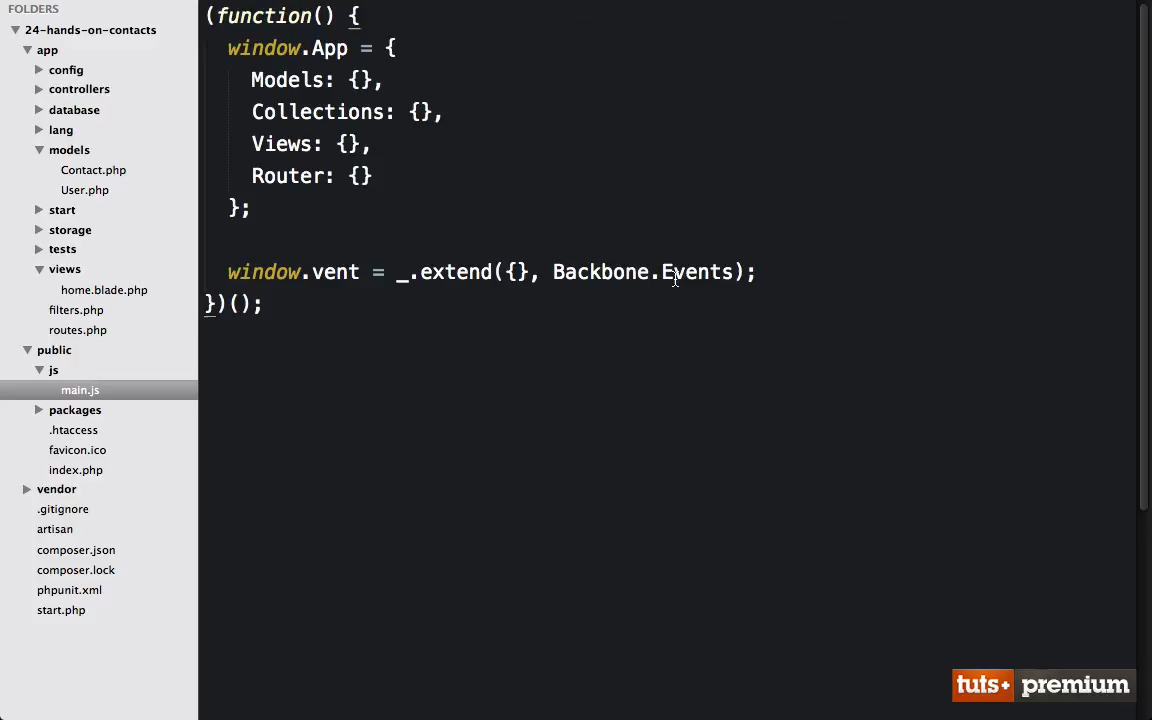 FOLDERS
24-hands-on-contacts
app
config
controllers
database
lang
models
Contact.php
User.php
start
storage
tests
views
home.blade.php
filters.php
routes.php
public
js
main.js
packages
.htaccess
favicon.ico
index.php
vendor
.gitignore
artisan
composer.json
composer.lock
phpunit.xml
start.php
(function() {
window.App = {
Models: {},
Collections: {},
Views: {},
Router: {}
};
window.vent = _.extend({}, Backbone.Events);
})();
tuts+ premium